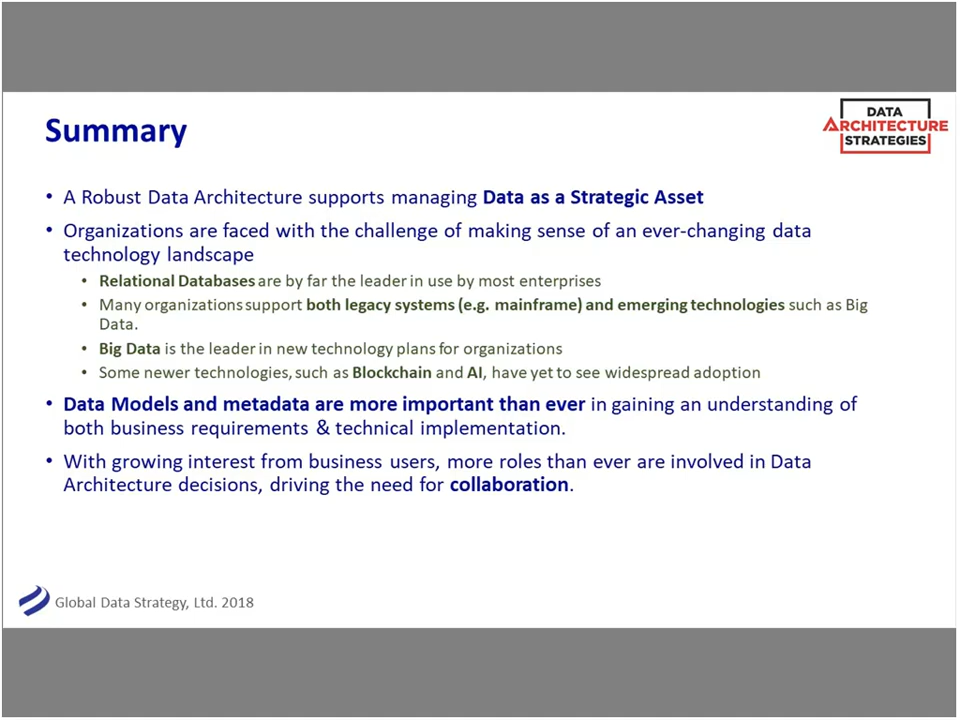 Summary
DATA
ARCHITECTURE
STRATEGIES
• A Robust Data Architecture supports managing Data as a Strategic Asset
• Organizations are faced with the challenge of making sense of an ever-changing data
technology landscape
• Relational Databases are by far the leader in use by most enterprises
• Many organizations support both legacy systems (e.g. mainframe) and emerging technologies such as Big
Data.
• Big Data is the leader in new technology plans for organizations
• Some newer technologies, such as Blockchain and AI, have yet to see widespread adoption
• Data Models and metadata are more important than ever in gaining an understanding of
both business requirements & technical implementation.
• With growing interest from business users, more roles than ever are involved in Data
Architecture decisions, driving the need for collaboration.
Global Data Strategy, Ltd. 2018